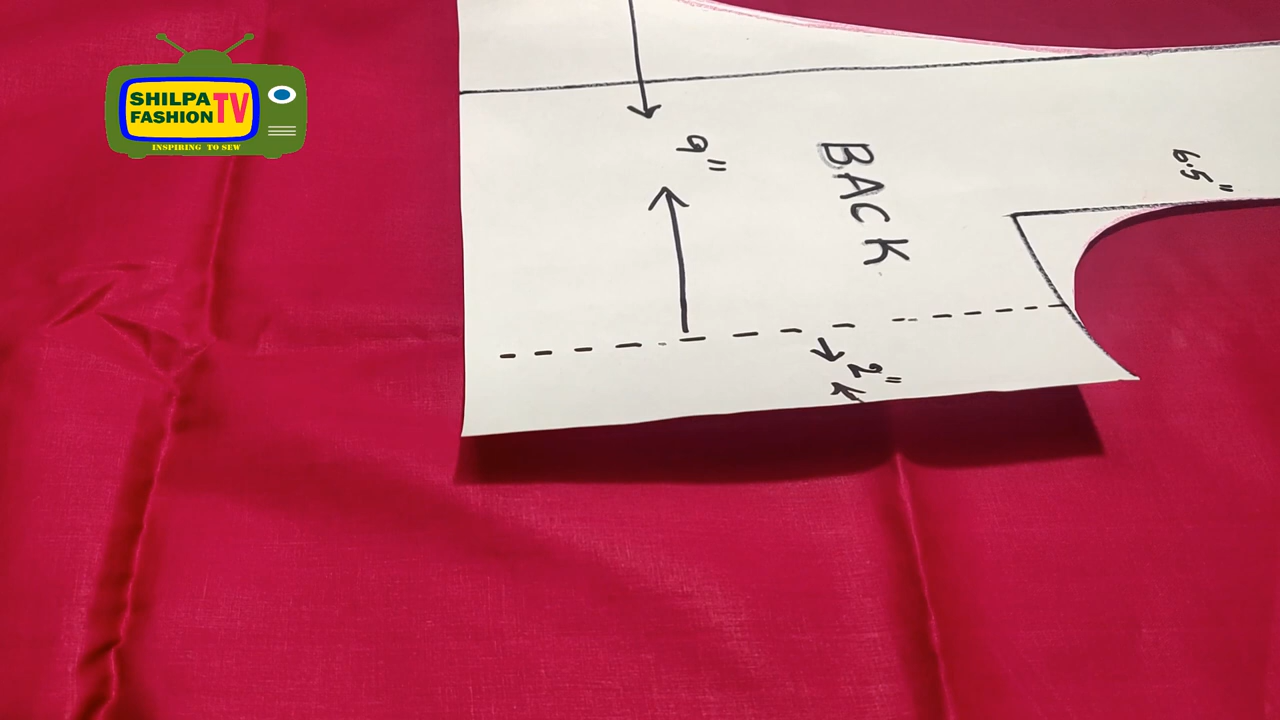 SHILPA
FASHION TV
INSPIRING TO SEW
9"
BACK
6.5"
2"